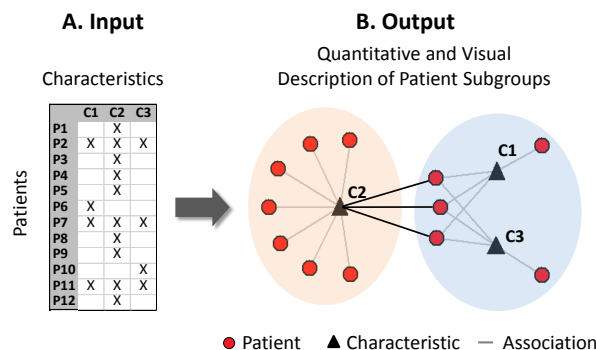 A. Input
B. Output
Quantitative and Visual
Description of Patient Subgroups
Characteristics
Patients
C1 C2 C3
P1 X
P2 X X X
P3 X
P4 X
P5 X
P6 X
P7 X X X
P8 X
P9 X
P10 X
P11 X X X
P12 X
C2
C1
C3
Patient Characteristic Association